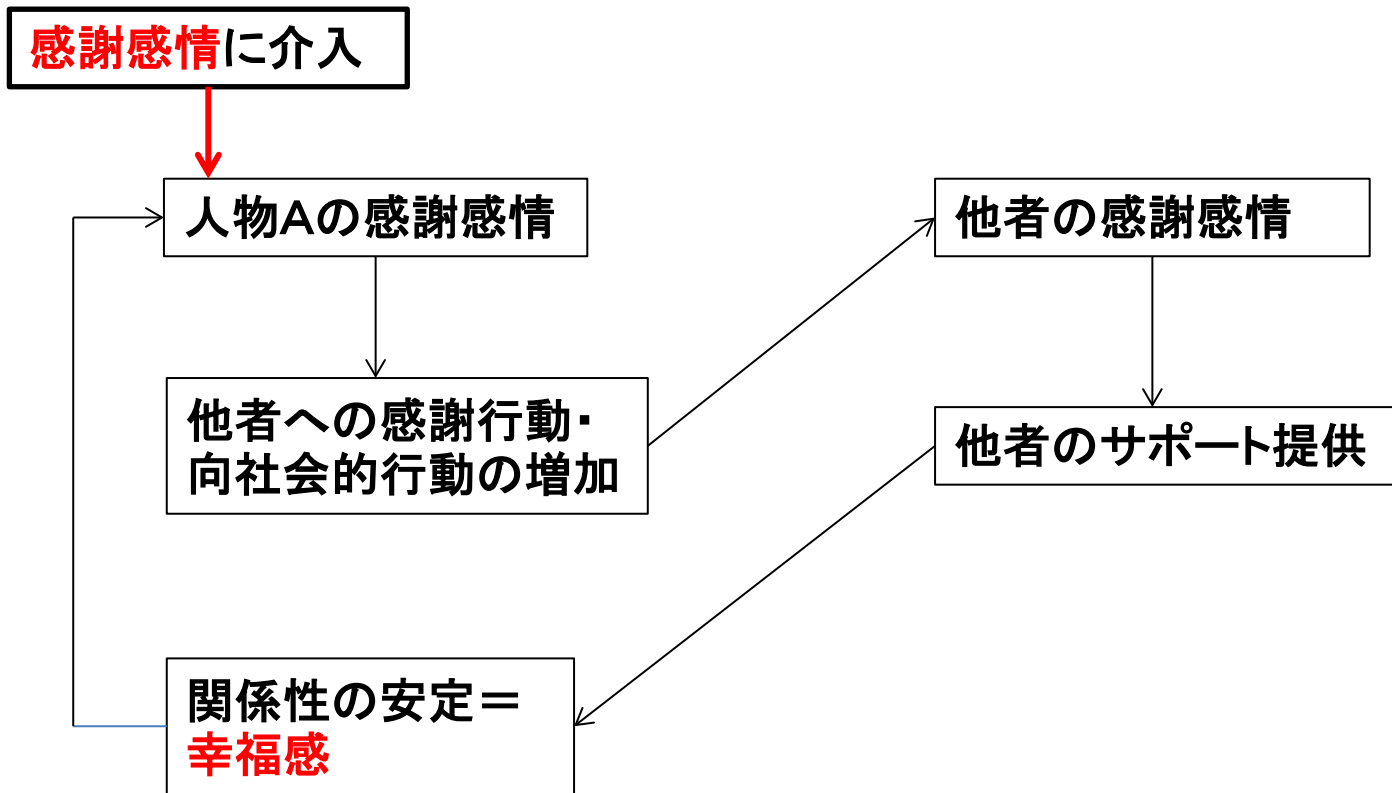 感謝感情に介入
人物Aの感謝感情
他者の感謝感情
他者への感謝行動・
向社会的行動の増加
他者のサポート提供
関係性の安定＝
幸福感